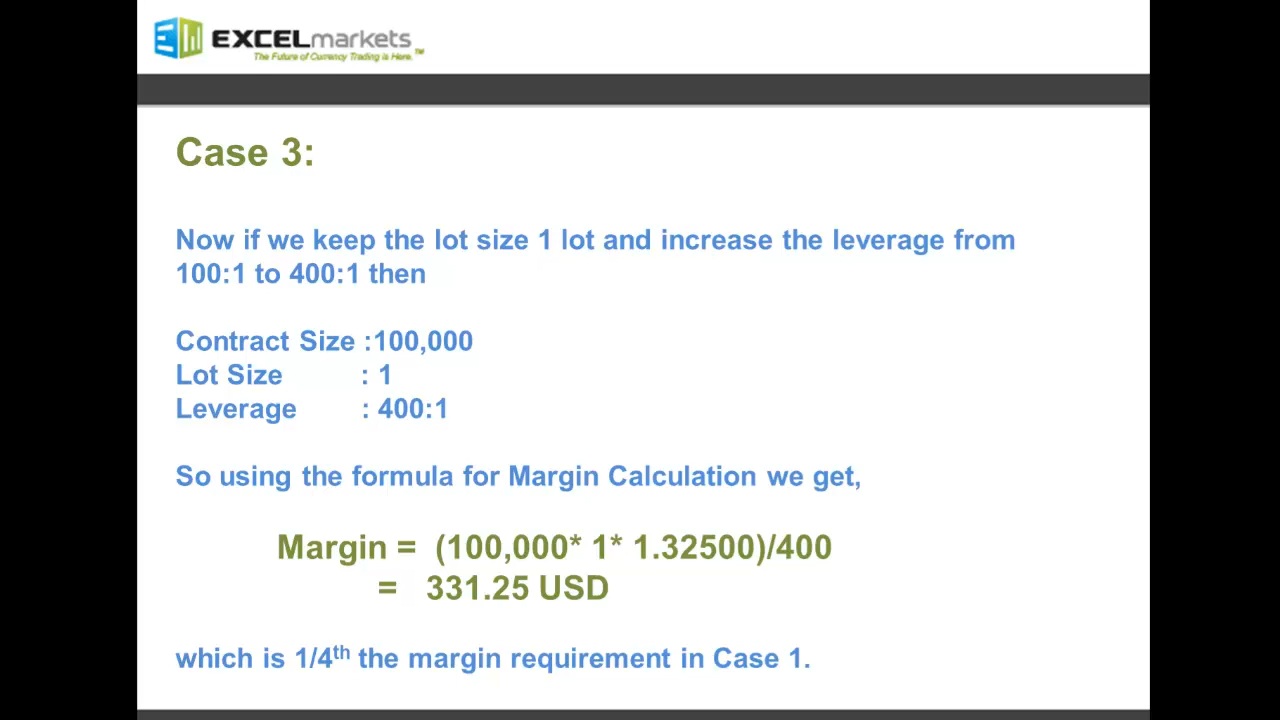 EXCELmarkets
The Future of Currency Trading is Here.™
Case 3:
Now if we keep the lot size 1 lot and increase the leverage from
100:1 to 400:1 then
Contract Size :100,000
Lot Size : 1
Leverage : 400:1
So using the formula for Margin Calculation we get,
Margin = (100,000* 1* 1.32500)/400
= 331.25 USD
which is 1/4th the margin requirement in Case 1.